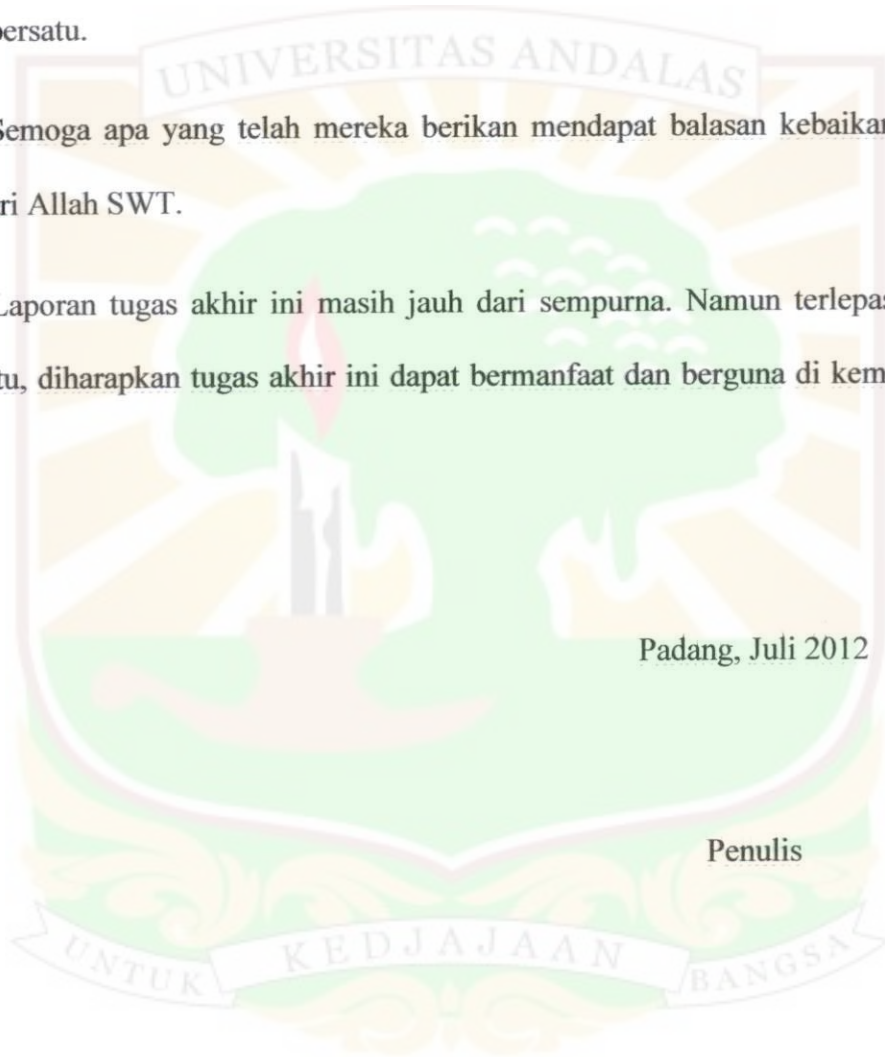 bersatu.
UNIVERSITAS ANDALAS
Semoga apa yang telah mereka berikan mendapat balasan kebaikan
ri Allah SWT.
Laporan tugas akhir ini masih jauh dari sempurna. Namun terlepas
tu, diharapkan tugas akhir ini dapat bermanfaat dan berguna di kem
Padang, Juli 2012
Penulis
UNTUK KEDJAJAAN BANGSA